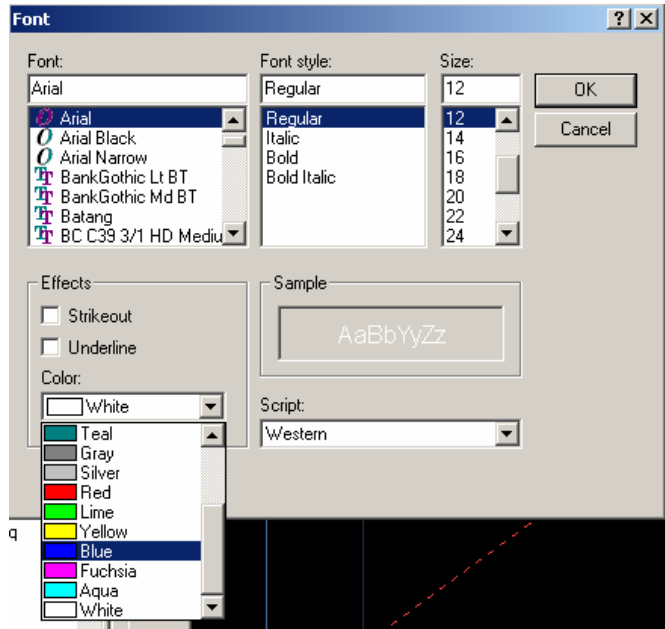 Font
Font:
Arial
Arial
Arial Black
Arial Narrow
BankGothic Lt BT
BankGothic Md BT
Batang
BC C39 3/1 HD Mediu
Font style:
Regular
Regular
Italic
Bold
Bold Italic
Size:
12
12
14
16
18
20
22
24
OK
Cancel
Effects
Strikeout
Underline
Color:
White
Teal
Gray
Silver
Red
Lime
Yellow
Blue
Fuchsia
Aqua
White
Sample
AaBbYyZz
Script:
Western
q